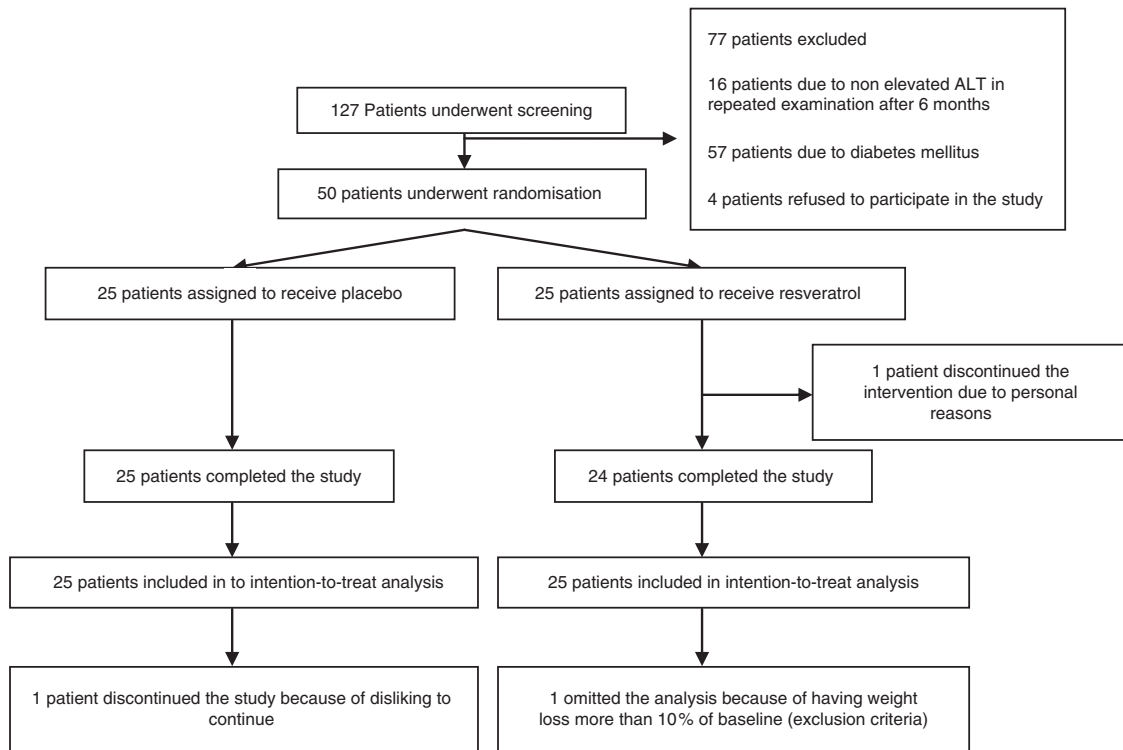 77 patients excluded
16 patients due to non elevated ALT in
repeated examination after 6 months
57 patients due to diabetes mellitus
4 patients refused to participate in the study
127 Patients underwent screening
50 patients underwent randomisation
25 patients assigned to receive placebo
25 patients assigned to receive resveratrol
1 patient discontinued the
intervention due to personal
reasons
25 patients completed the study
24 patients completed the study
25 patients included in to intention-to-treat analysis
25 patients included in intention-to-treat analysis
1 patient discontinued the study because of disliking to
continue
1 omitted the analysis because of having weight
loss more than 10% of baseline (exclusion criteria)